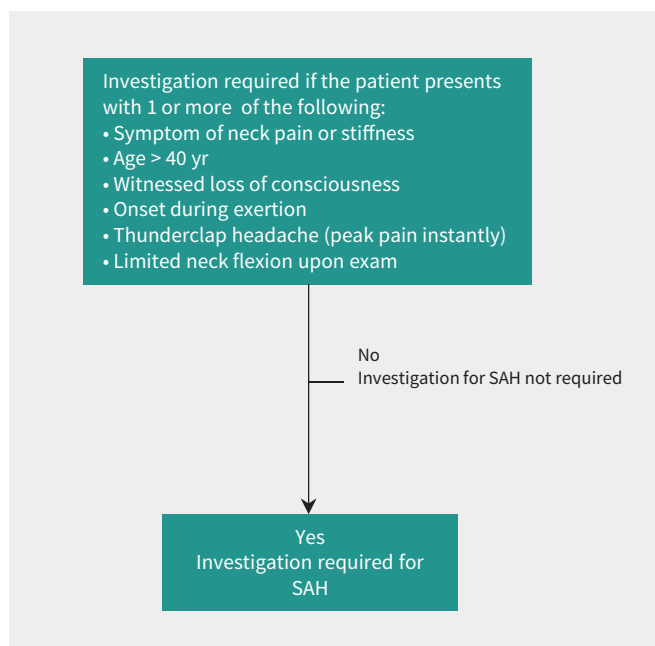 Investigation required if the patient presents
with 1 or more of the following:
• Symptom of neck pain or stiffness
• Age > 40 yr
• Witnessed loss of consciousness
• Onset during exertion
• Thunderclap headache (peak pain instantly)
• Limited neck flexion upon exam
No
Investigation for SAH not required
Yes
Investigation required for
SAH